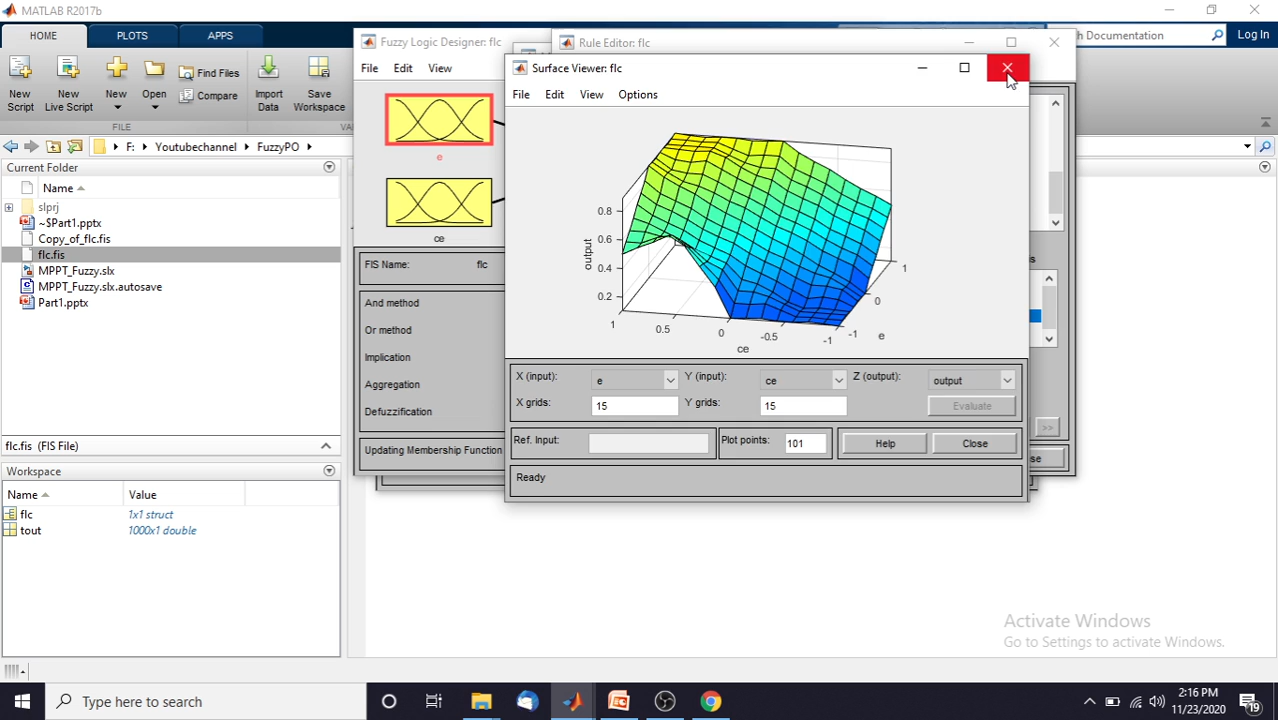 MATLAB R2017b
HOME
PLOTS
APPS
h Documentation
Log In
New Script
New Live Script
New
Open
Find Files
Compare
Import Data
Save Workspace
FILE
VA
F:
Youtubechannel
FuzzyPO
Current Folder
Name
slprj
~$Part1.pptx
Copy_of_flc.fis
flc.fis
MPPT_Fuzzy.slx
MPPT_Fuzzy.slx.autosave
Part1.pptx
flc.fis (FIS File)
Workspace
Name
Value
flc
1x1 struct
tout
1000x1 double
Fuzzy Logic Designer: flc
File
Edit
View
e
ce
FIS Name:
flc
And method
Or method
Implication
Aggregation
Defuzzification
Updating Membership Function
Rule Editor: flc
s
>>
se
Surface Viewer: flc
File
Edit
View
Options
output
0.8
0.6
0.4
0.2
1
0.5
0
-0.5
-1
ce
-1
0
1
e
X (input):
e
Y (input):
ce
Z (output):
output
X grids:
15
Y grids:
15
Evaluate
Ref. Input:
Plot points:
101
Help
Close
Ready
Activate Windows
Go to Settings to activate Windows.
Type here to search
2:16 PM
11/23/2020
19